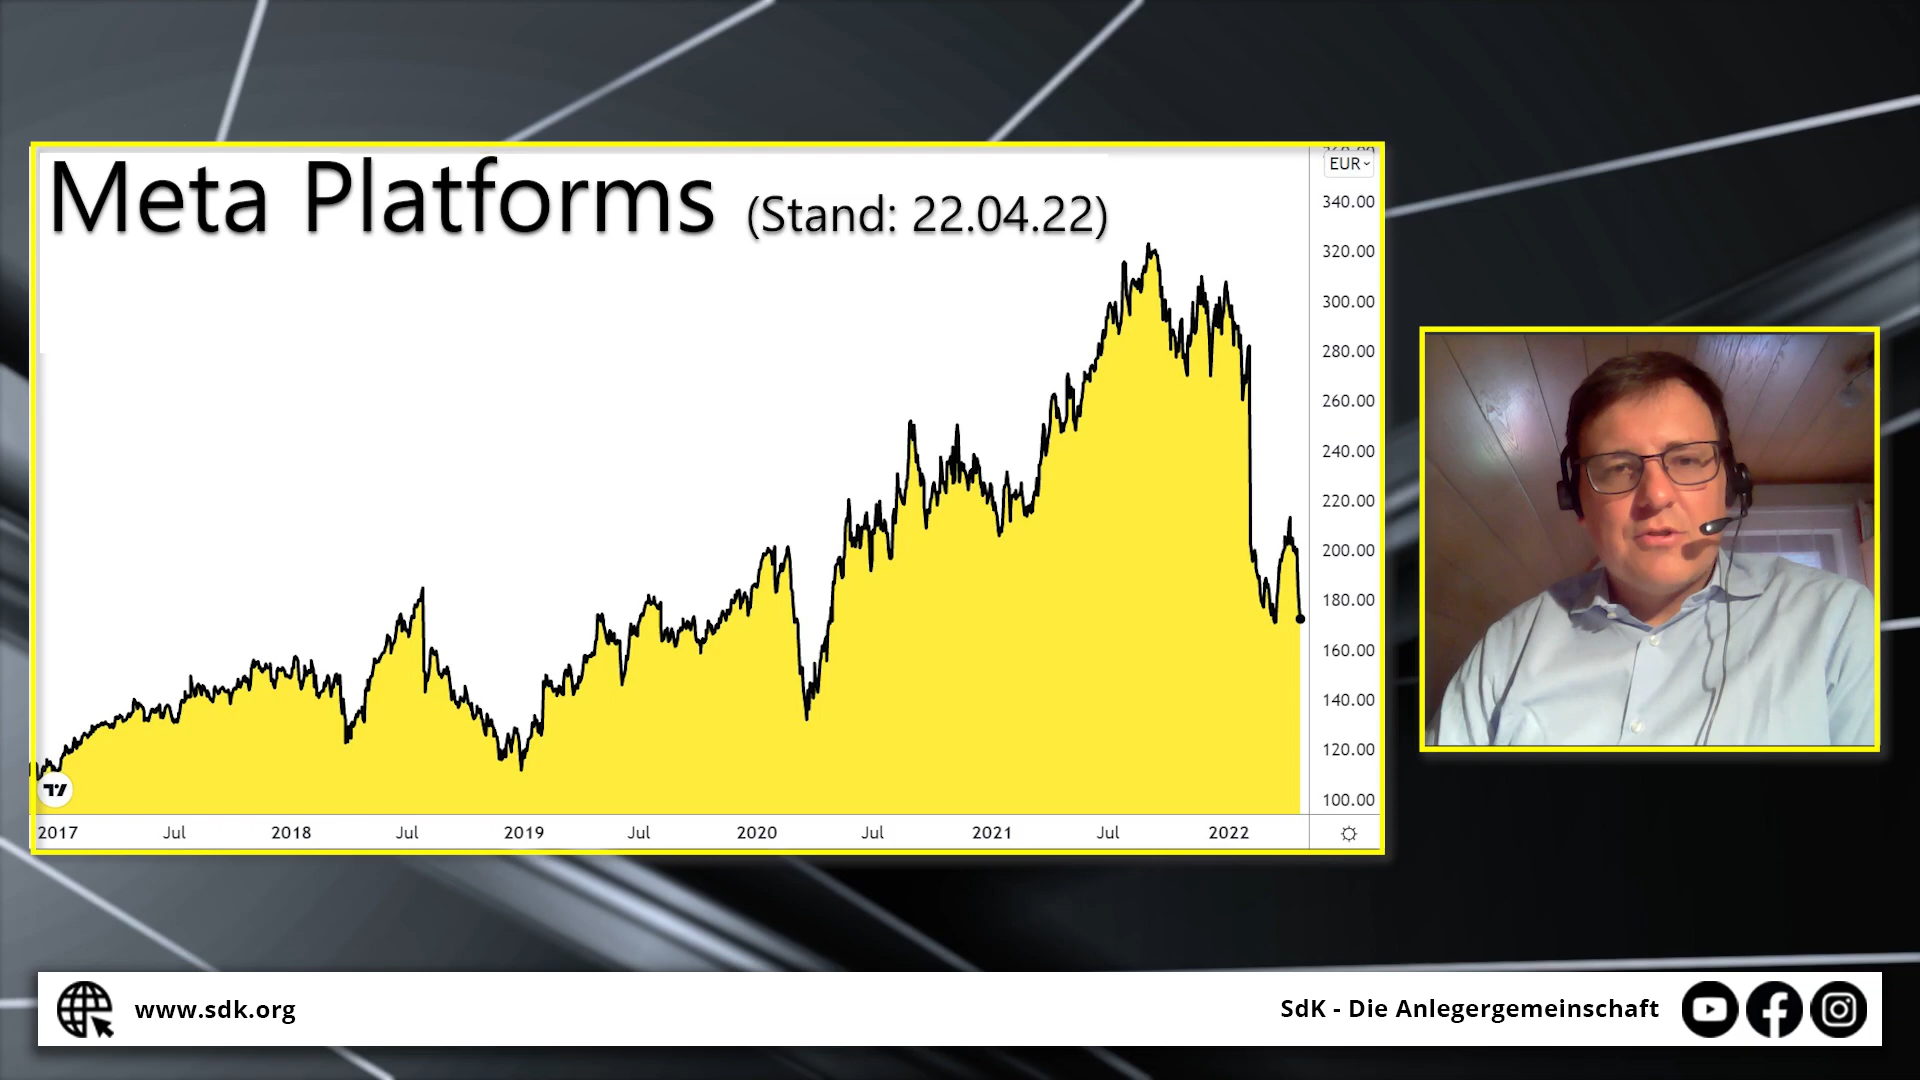 Meta Platforms (Stand: 22.04.22)
EUR
340.00
320.00
300.00
280.00
260.00
240.00
220.00
200.00
180.00
160.00
140.00
120.00
100.00
2017 Jul 2018 Jul 2019 Jul 2020 Jul 2021 Jul 2022
www.sdk.org
SdK - Die Anlegergemeinschaft